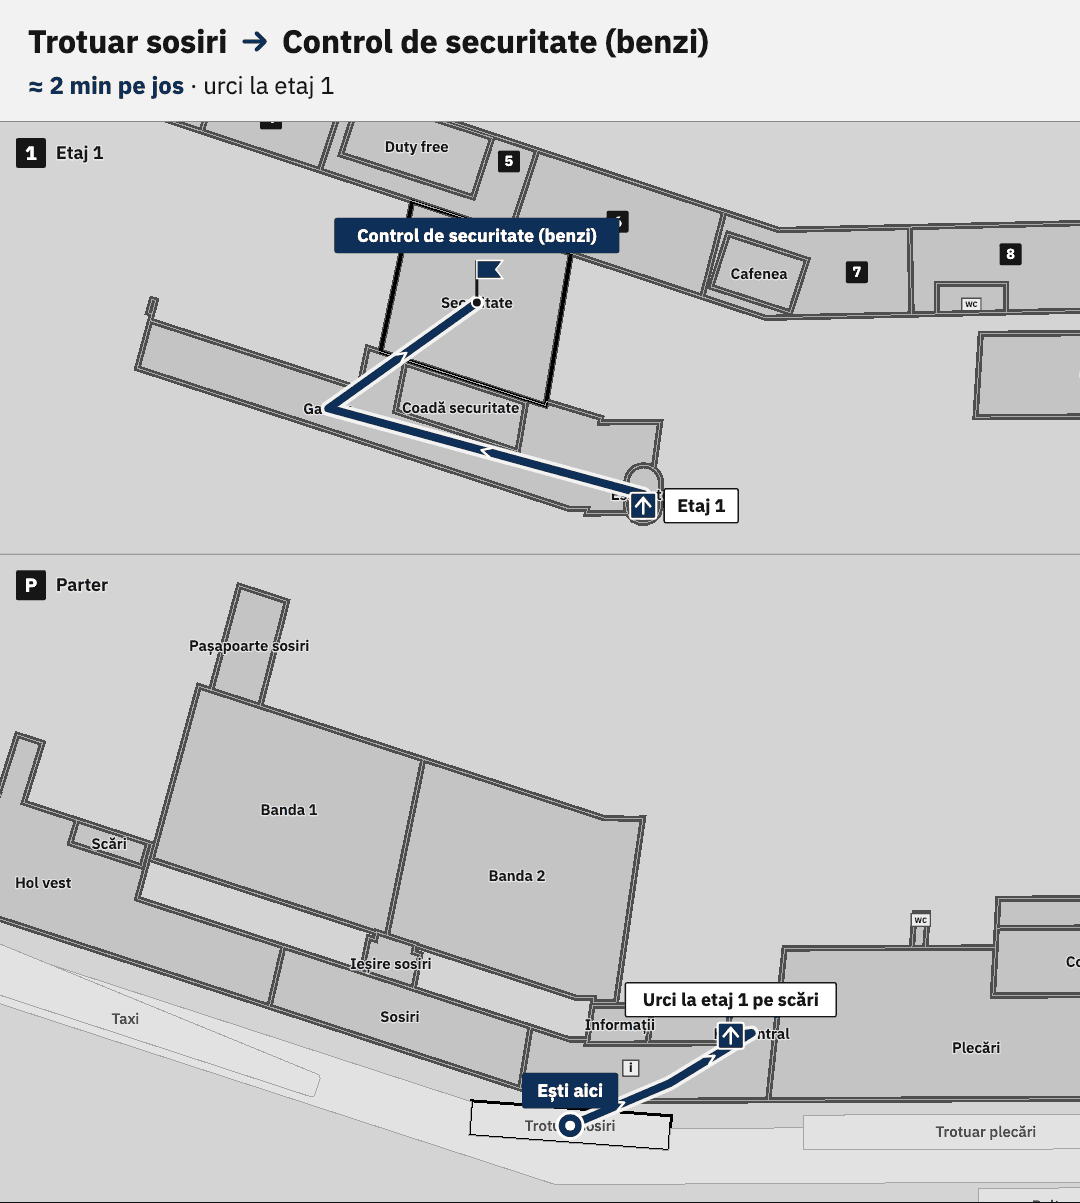 Trotuar sosiri → Control de securitate (benzi)
≈ 2 min pe jos · urci la etaj 1
1 Etaj 1
Duty free
5
Control de securitate (benzi)
8
Cafenea
7
WC
Coadă securitate
Etaj 1
P Parter
Pașapoarte sosiri
Banda 1
Scări
Banda 2
Hol vest
WC
Ieșire sosiri
Urci la etaj 1 pe scări
Sosiri
Taxi
Informații
Plecări
i
Ești aici
Trotuar plecări